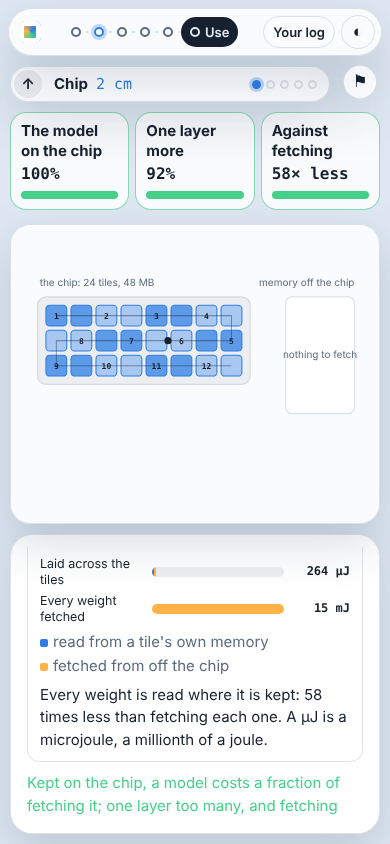 Use
Your log
Chip 2 cm
The model
on the chip
100%
One layer
more
92%
Against
fetching
58× less
the chip: 24 tiles, 48 MB
memory off the chip
1 2 3 4
8 7 6 5
9 10 11 12
nothing to fetch
Laid across the
tiles
264 µJ
Every weight
fetched
15 mJ
read from a tile's own memory
fetched from off the chip
Every weight is read where it is kept: 58
times less than fetching each one. A µJ is a
microjoule, a millionth of a joule.
Kept on the chip, a model costs a fraction of
fetching it; one layer too many, and fetching